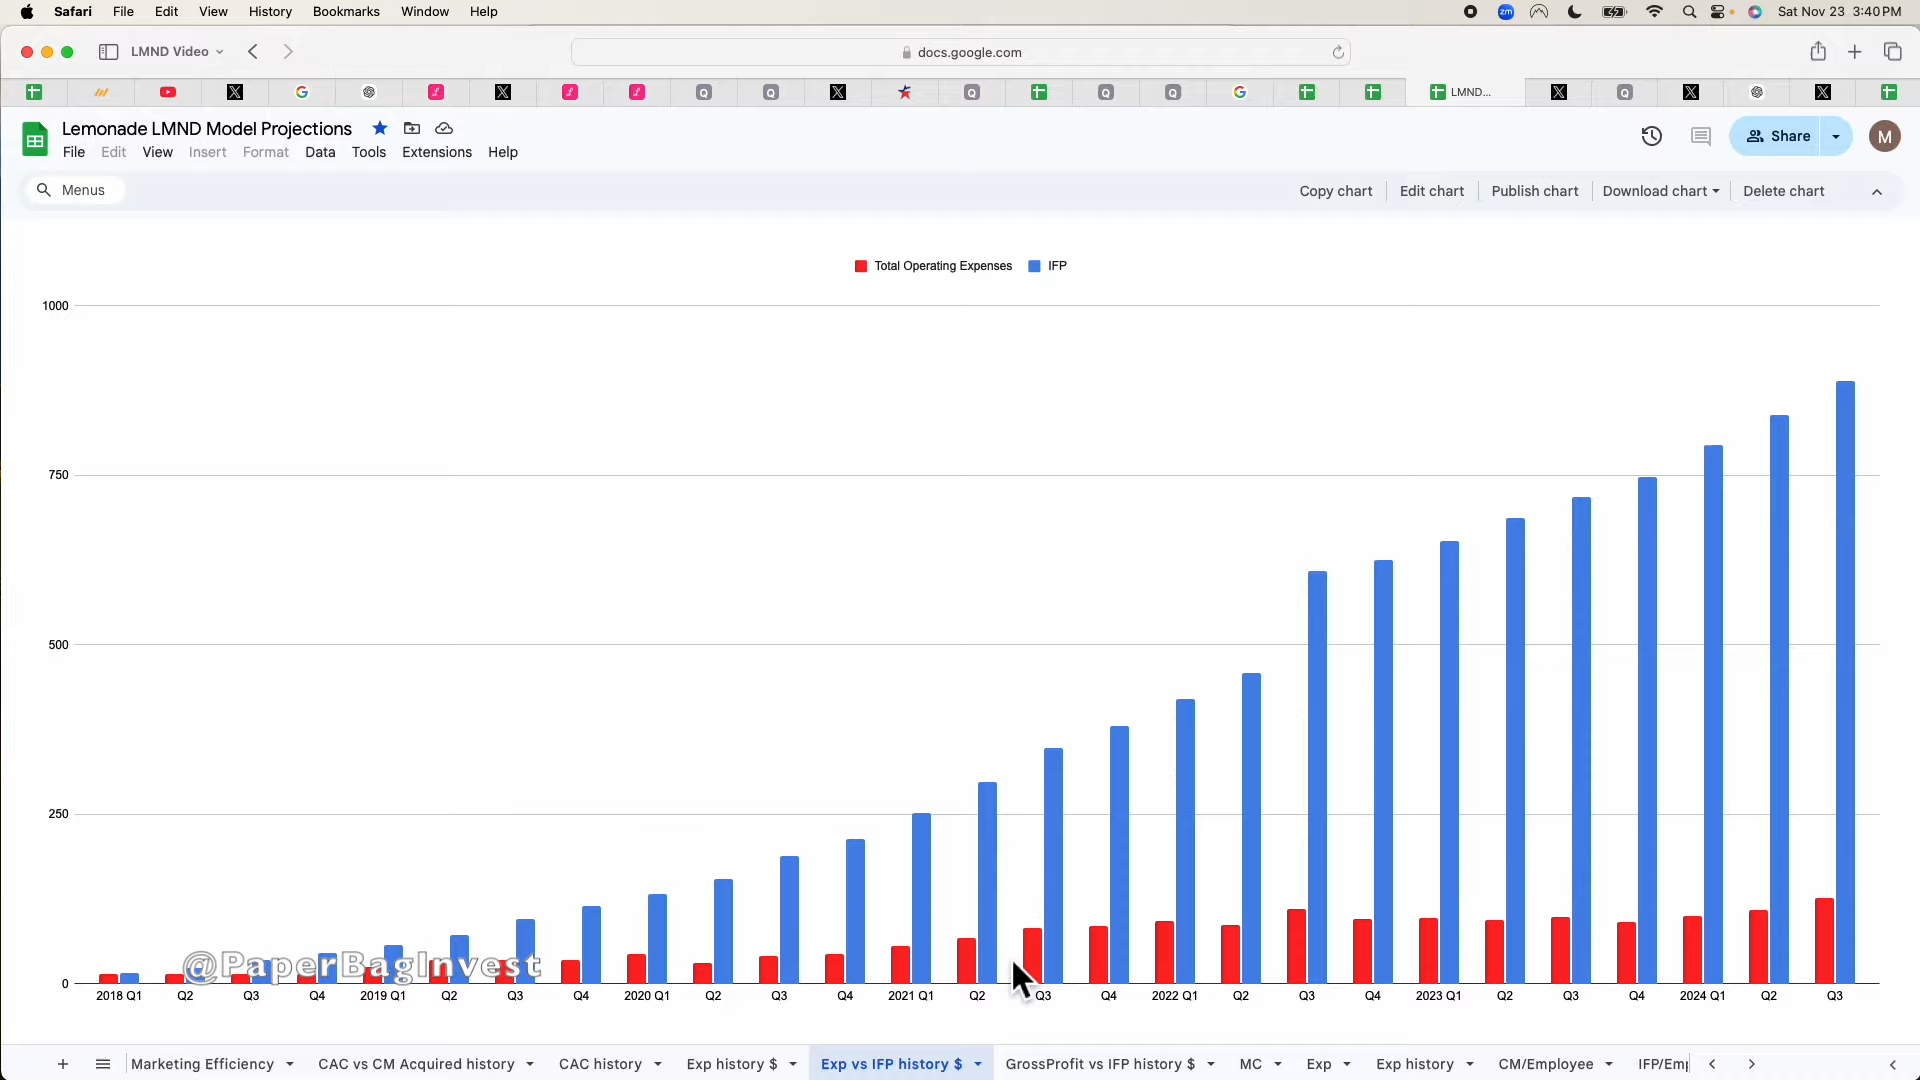 Safari File Edit View History Bookmarks Window Help zm Sat Nov 23 3:40 PM
LMND Video docs.google.com
LMND...
Lemonade LMND Model Projections
File Edit View Insert Format Data Tools Extensions Help
Share M
Menus Copy chart Edit chart Publish chart Download chart Delete chart
Total Operating Expenses IFP
1000
750
500
250
0
@PaperBagInvest
2018 Q1 Q2 Q3 Q4 2019 Q1 Q2 Q3 Q4 2020 Q1 Q2 Q3 Q4 2021 Q1 Q2 Q3 Q4 2022 Q1 Q2 Q3 Q4 2023 Q1 Q2 Q3 Q4 2024 Q1 Q2 Q3
Marketing Efficiency CAC vs CM Acquired history CAC history Exp history $ Exp vs IFP history $ GrossProfit vs IFP history $ MC Exp Exp history CM/Employee